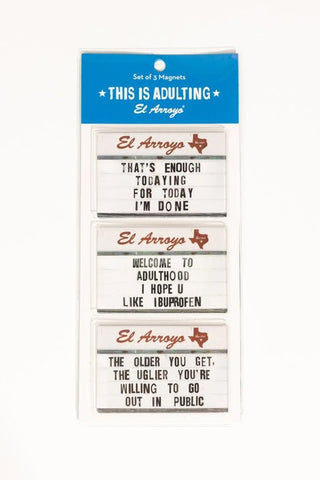 Set of 3 Magnets
★ THIS IS ADULTING ★
El Arroyo®
El Arroyo
THAT'S ENOUGH
TODAYING
FOR TODAY
I'M DONE
El Arroyo
WELCOME TO
ADULTHOOD
I HOPE U
LIKE IBUPROFEN
El Arroyo
THE OLDER YOU GET,
THE UGLIER YOU'RE
WILLING TO GO
OUT IN PUBLIC